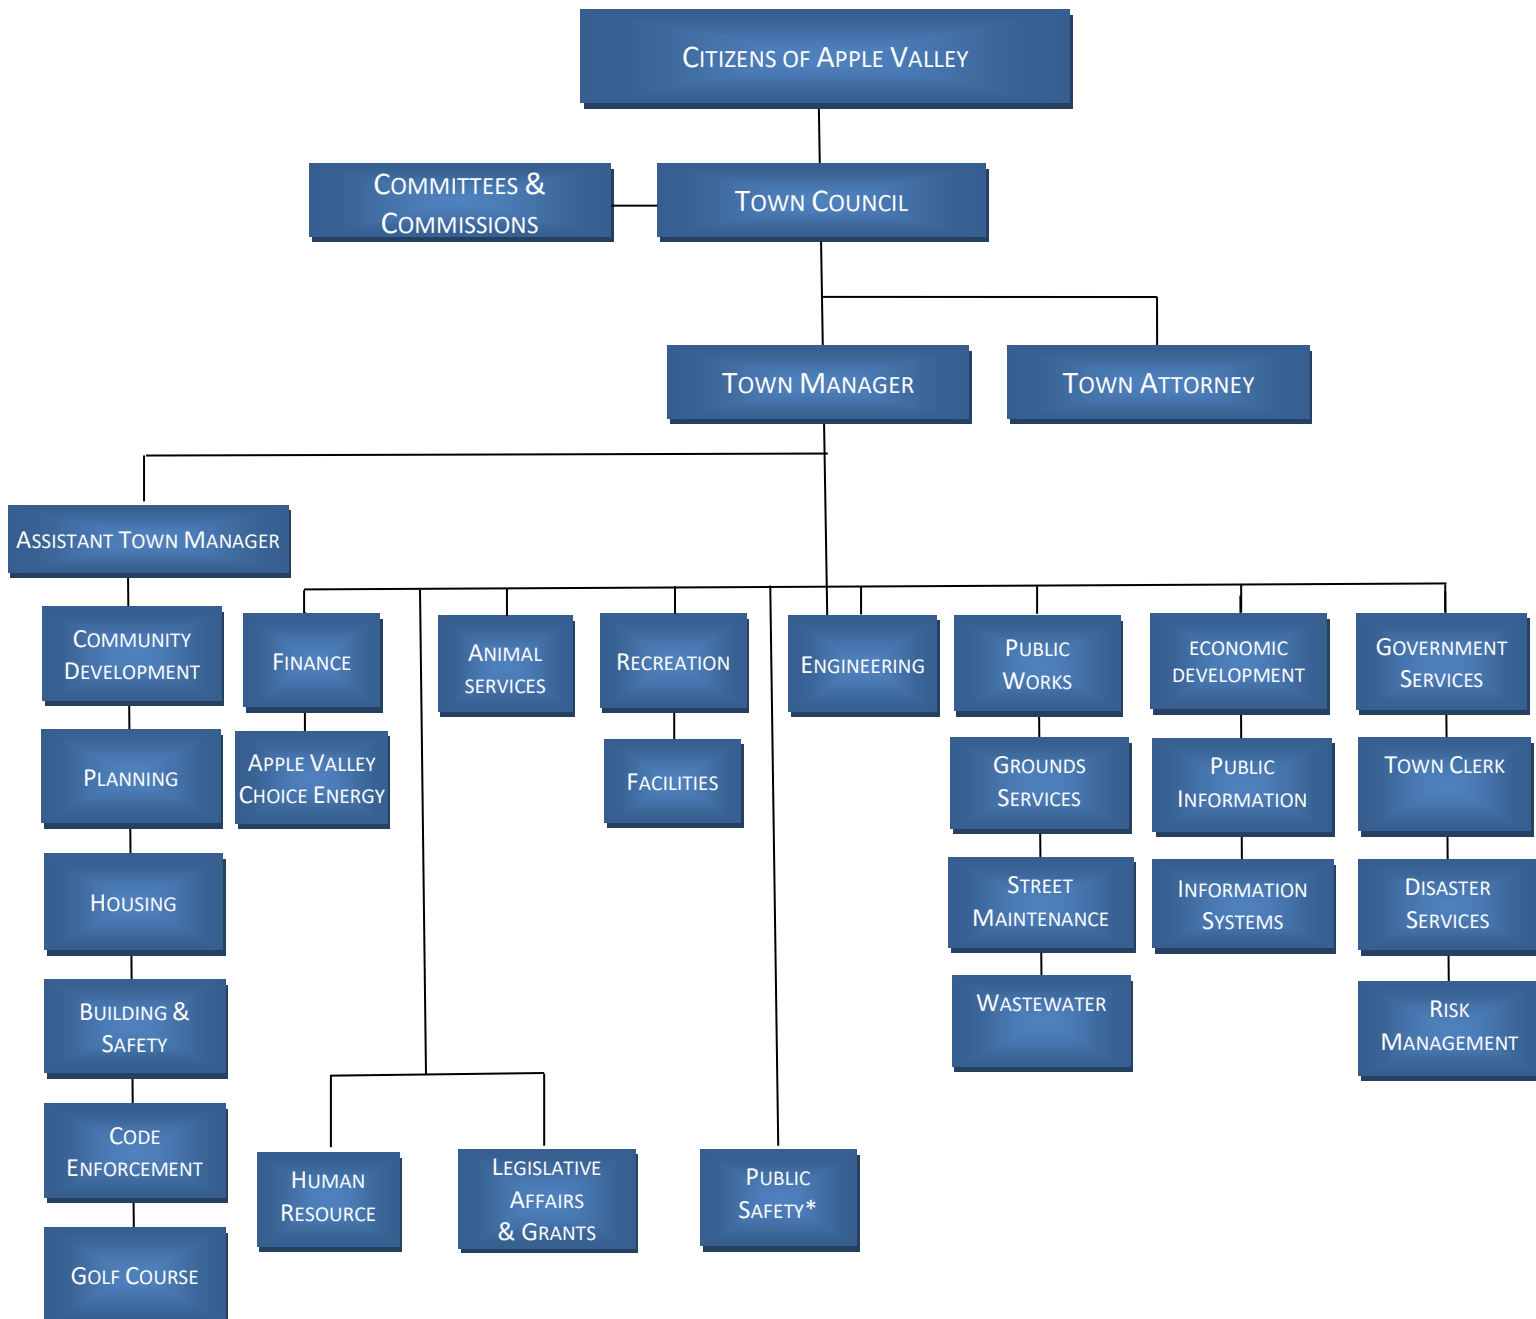 CITIZENS OF APPLE VALLEY
COMMITTEES &
COMMISSIONS
TOWN COUNCIL
TOWN MANAGER
TOWN ATTORNEY
ASSISTANT TOWN MANAGER
COMMUNITY
DEVELOPMENT
FINANCE
ANIMAL
SERVICES
RECREATION
ENGINEERING
PUBLIC
WORKS
ECONOMIC
DEVELOPMENT
GOVERNMENT
SERVICES
PLANNING
APPLE VALLEY
CHOICE ENERGY
FACILITIES
GROUNDS
SERVICES
PUBLIC
INFORMATION
TOWN CLERK
HOUSING
STREET
MAINTENANCE
INFORMATION
SYSTEMS
DISASTER
SERVICES
BUILDING &
SAFETY
WASTEWATER
RISK
MANAGEMENT
CODE
ENFORCEMENT
HUMAN
RESOURCE
LEGISLATIVE
AFFAIRS
& GRANTS
PUBLIC
SAFETY*
GOLF COURSE